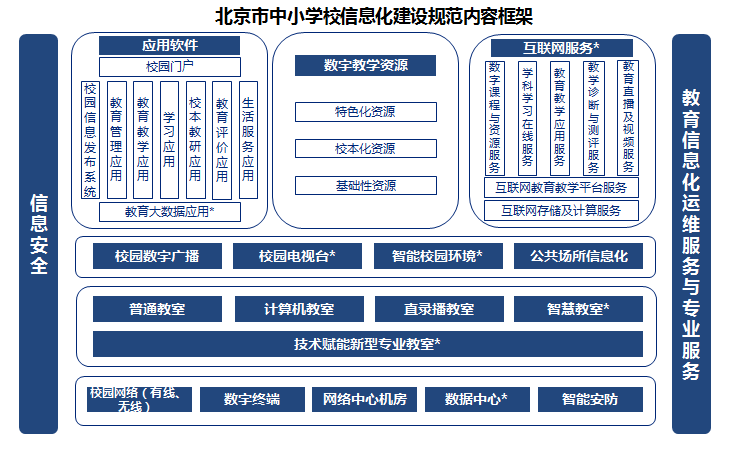 北京市中小学校信息化建设规范内容框架
信息安全
应用软件
校园门户
校园信息发布系统
教育管理应用
教育教学应用
学习应用
校本教研应用
教育评价应用
生活服务应用
教育大数据应用*
数字教学资源
特色化资源
校本化资源
基础性资源
互联网服务*
数字课程与资源服务
学科学习在线服务
教育教学应用服务
教学诊断与测评服务
教育直播及视频服务
互联网教育教学平台服务
互联网存储及计算服务
校园数字广播
校园电视台*
智能校园环境*
公共场所信息化
普通教室
计算机教室
直录播教室
智慧教室*
技术赋能新型专业教室*
校园网络（有线、
无线）
数字终端
网络中心机房
数据中心*
智能安防
教育信息化运维服务与专业服务